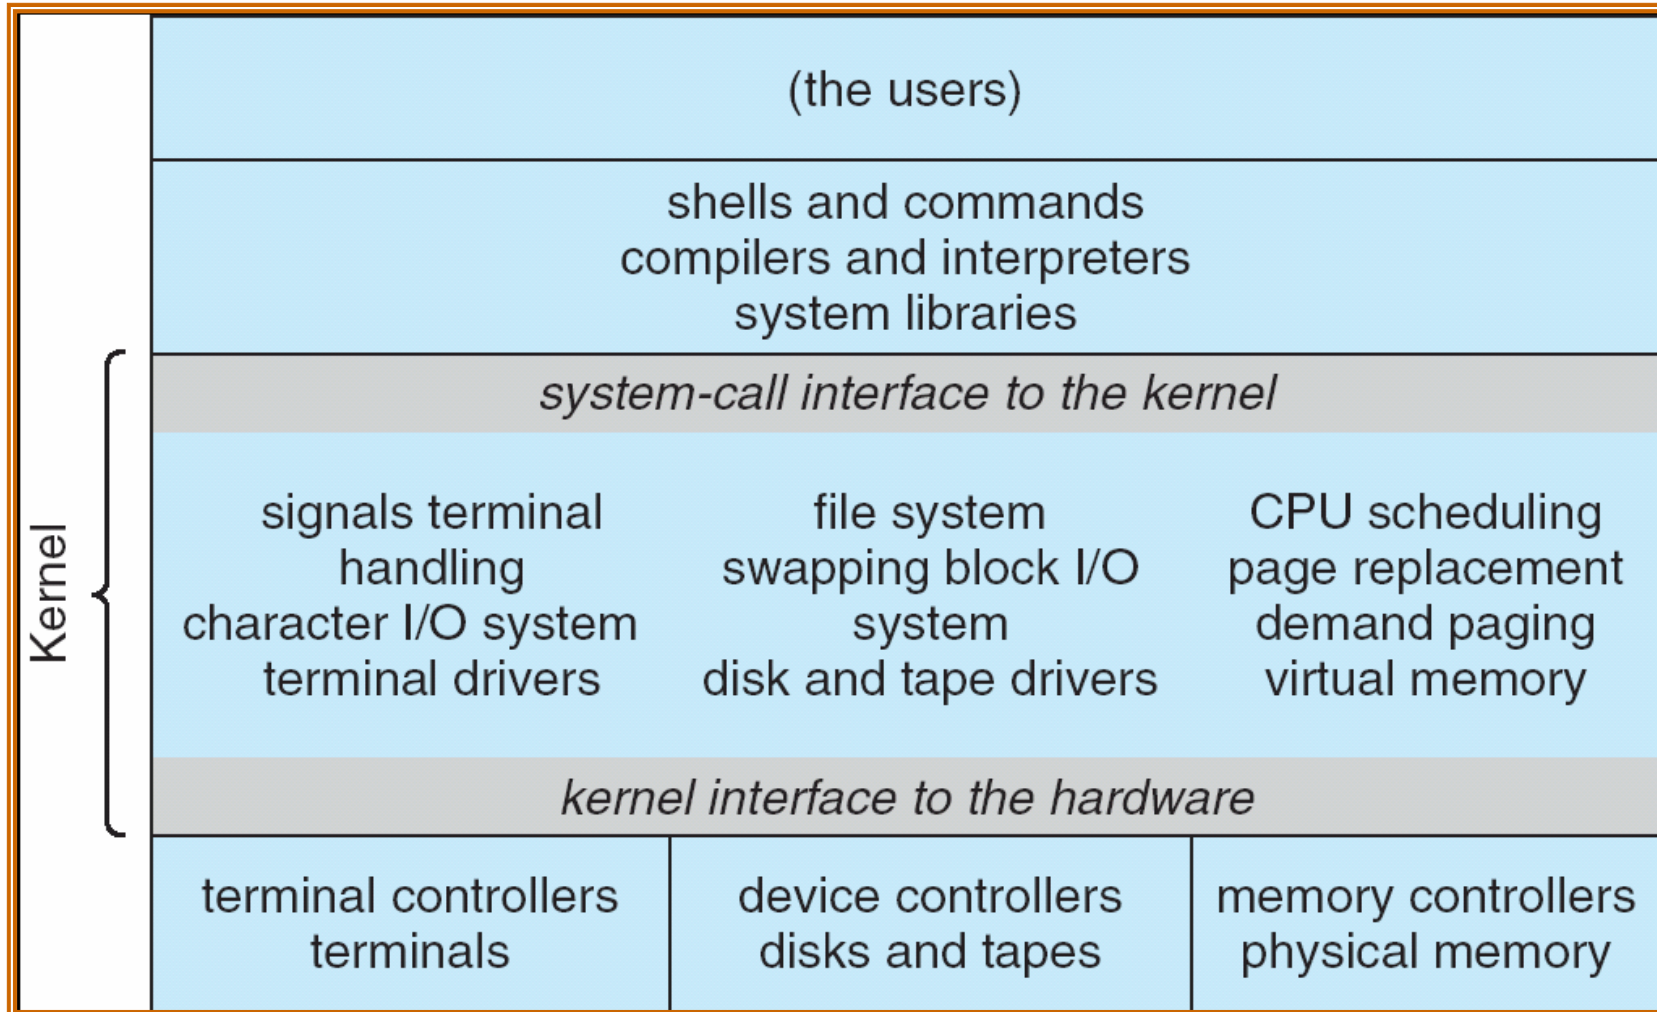 (the users)
shells and commands
compilers and interpreters
system libraries
Kernel
system-call interface to the kernel
signals terminal
handling
character I/O system
terminal drivers
file system
swapping block I/O
system
disk and tape drivers
CPU scheduling
page replacement
demand paging
virtual memory
kernel interface to the hardware
terminal controllers
terminals
device controllers
disks and tapes
memory controllers
physical memory